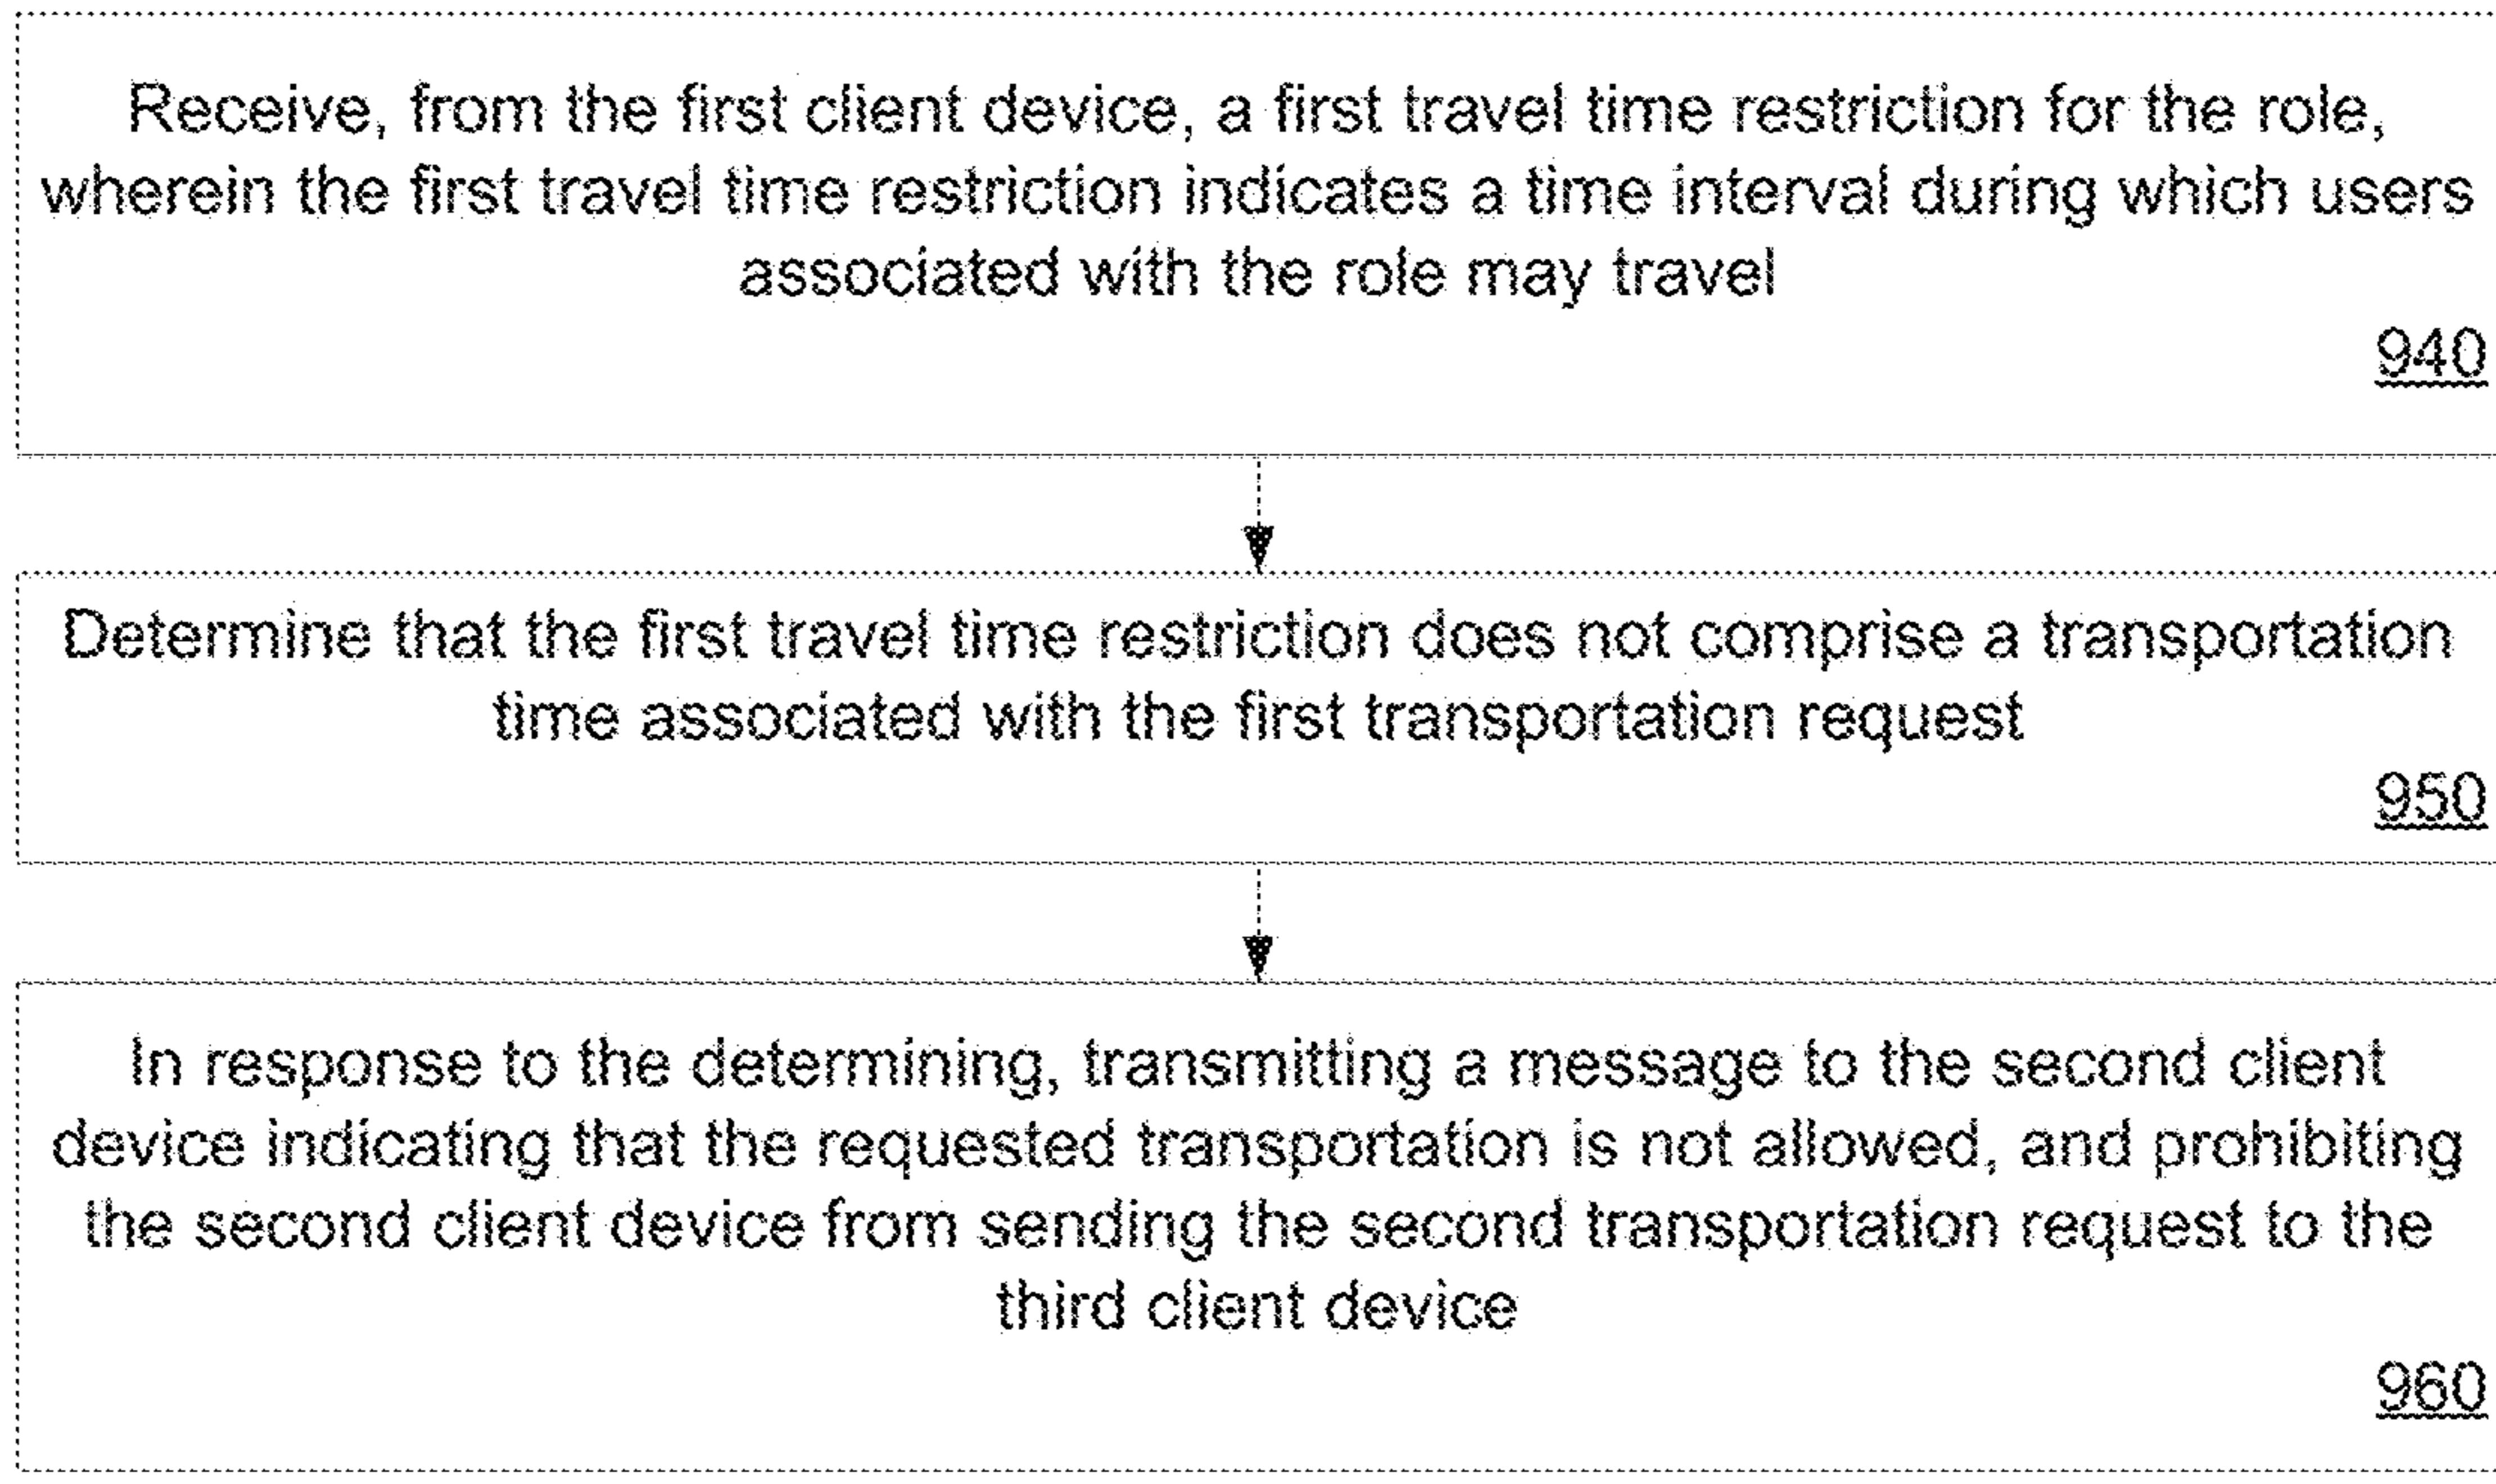 Receive, from the first client device, a first travel time restriction for the role,
wherein the first travel time restriction indicates a time interval during which users
associated with the role may travel
940
Determine that the first travel time restriction does not comprise a transportation
time associated with the first transportation request
950
In response to the determining, transmitting a message to the second client
device indicating that the requested transportation is not allowed, and prohibiting
the second client device from sending the second transportation request to the
third client device
960